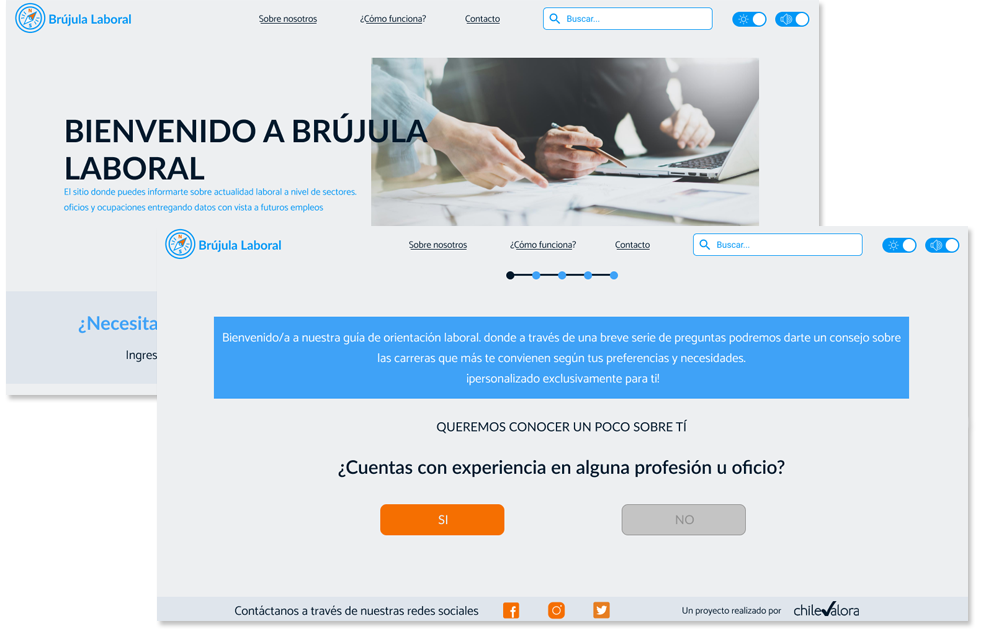 Brújula Laboral
Sobre nosotros
¿Cómo funciona?
Contacto
Buscar...
BIENVENIDO A BRÚJULA
LABORAL
El sitio donde puedes informarte sobre actualidad laboral a nivel de sectores.
oficios y ocupaciones entregando datos con vista a futuros empleos
¿Necesita
Ingres
Brújula Laboral
Sobre nosotros
¿Cómo funciona?
Contacto
Buscar...
Bienvenido/a a nuestra guía de orientación laboral. donde a través de una breve serie de preguntas podremos darte un consejo sobre
las carreras que más te convienen según tus preferencias y necesidades.
¡personalizado exclusivamente para ti!
QUEREMOS CONOCER UN POCO SOBRE TÍ
¿Cuentas con experiencia en alguna profesión u oficio?
SI
NO
Contáctanos a través de nuestras redes sociales
Un proyecto realizado por
chilevalora